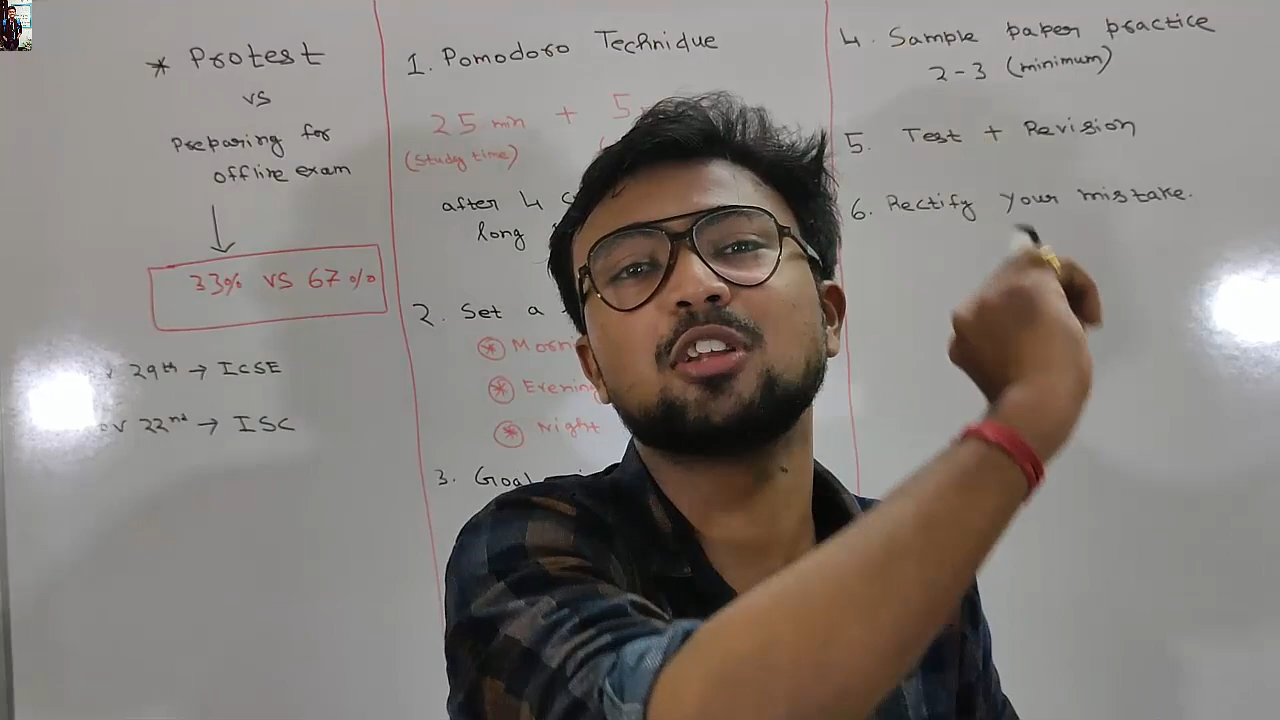 * Protest
vs
Preparing for
offline exam
33% vs 67%
29th → ICSE
22nd → ISC
1. Pomodoro Technique
25 min + 5
(Study time)
after 4
long
2. Set a
* Morni
* Evening
* Night
3. Goal
4. Sample paper practice
2-3 (minimum)
5. Test + Revision
6. Rectify your mistake.